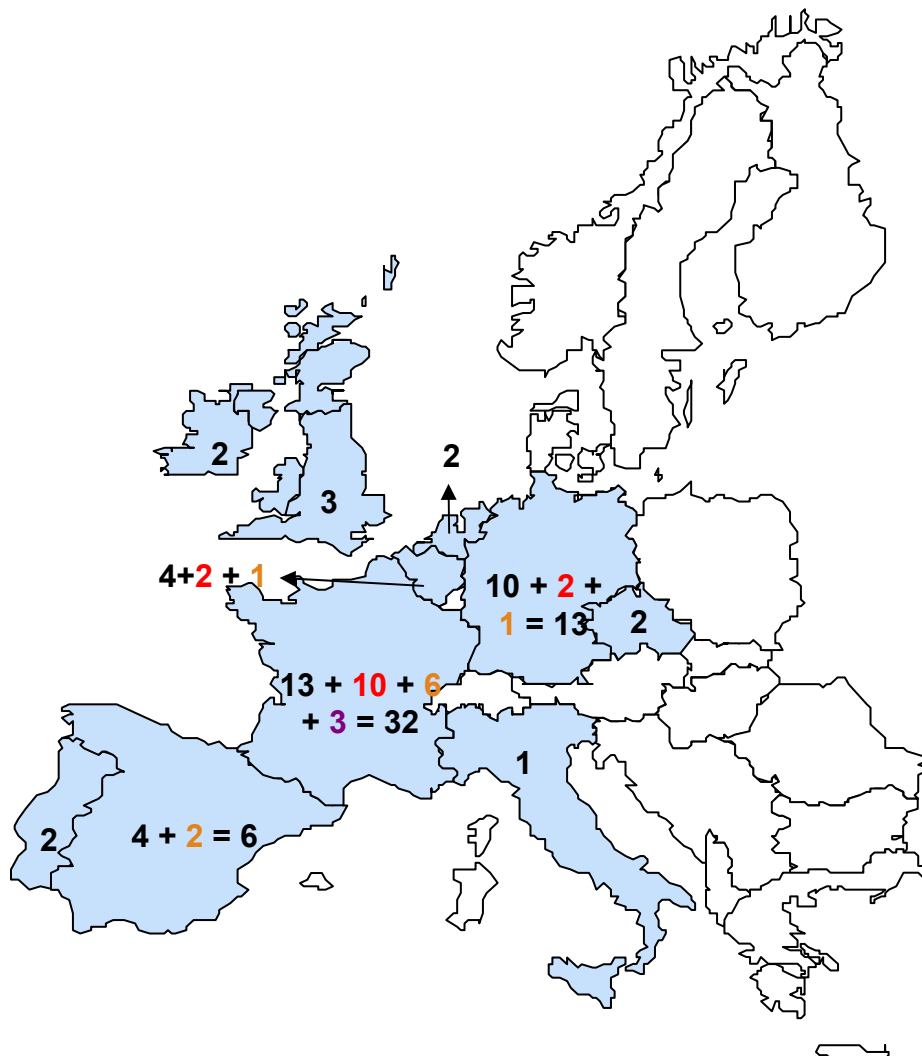 2
3
2
4+2 + 1
10 + 2 +
1 = 13
2
13 + 10 + 6
+ 3 = 32
1
2
4 + 2 = 6